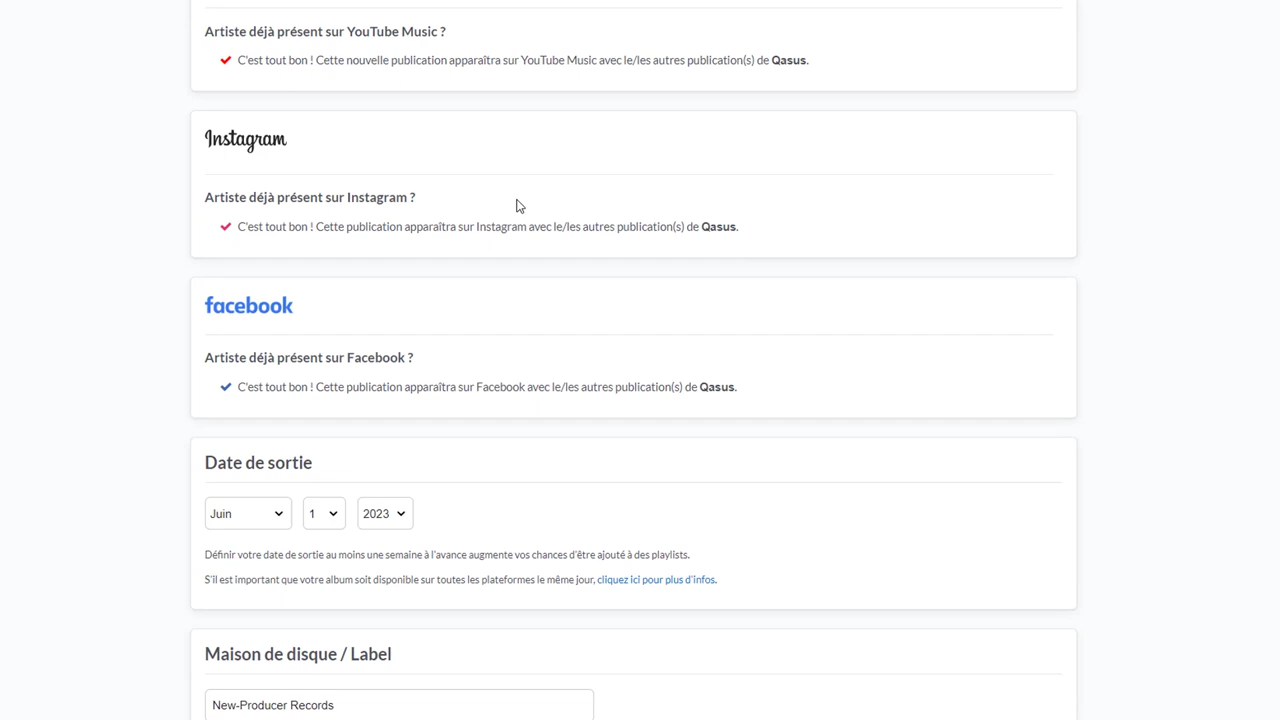 Artiste déjà présent sur YouTube Music ?
C'est tout bon ! Cette nouvelle publication apparaîtra sur YouTube Music avec le/les autres publication(s) de Qasus.
Instagram
Artiste déjà présent sur Instagram ?
C'est tout bon ! Cette publication apparaîtra sur Instagram avec le/les autres publication(s) de Qasus.
facebook
Artiste déjà présent sur Facebook ?
C'est tout bon ! Cette publication apparaîtra sur Facebook avec le/les autres publication(s) de Qasus.
Date de sortie
Juin 1 2023
Définir votre date de sortie au moins une semaine à l'avance augmente vos chances d'être ajouté à des playlists.
S'il est important que votre album soit disponible sur toutes les plateformes le même jour, cliquez ici pour plus d'infos.
Maison de disque / Label
New-Producer Records